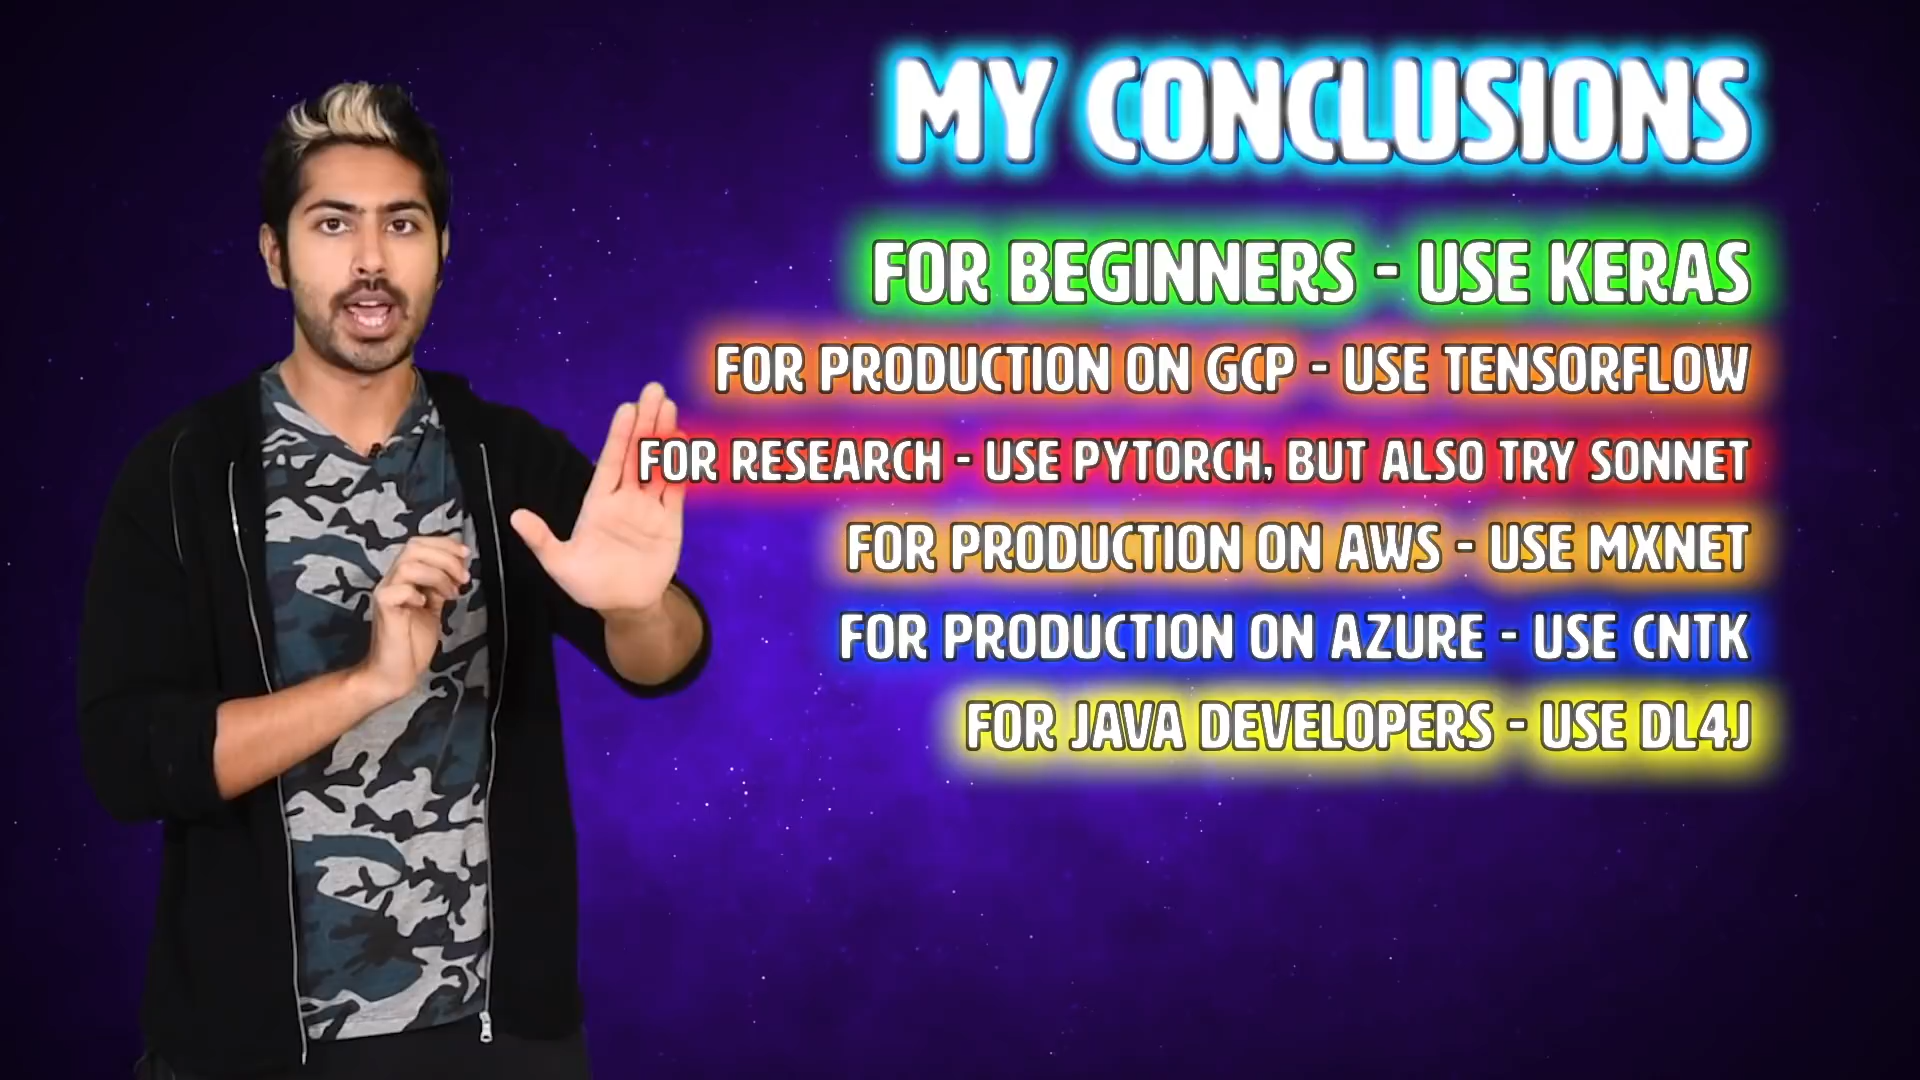 MY CONCLUSIONS
FOR BEGINNERS - USE KERAS
FOR PRODUCTION ON GCP - USE TENSORFLOW
FOR RESEARCH - USE PYTORCH, BUT ALSO TRY SONNET
FOR PRODUCTION ON AWS - USE MXNET
FOR PRODUCTION ON AZURE - USE CNTK
FOR JAVA DEVELOPERS - USE DL4J